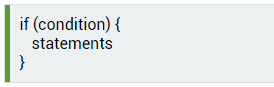 if (condition) {
statements
}